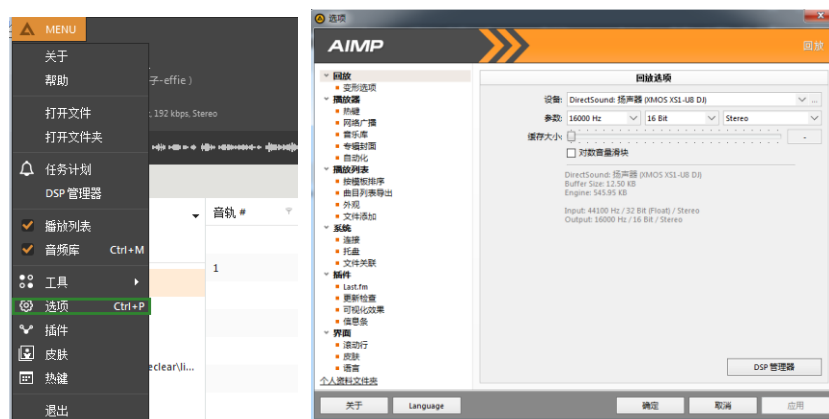 MENU
关于
帮助
打开文件
打开文件夹
任务计划
DSP 管理器
播放列表
音频库 Ctrl+M
工具
选项 Ctrl+P
插件
皮肤
热键
退出
子-effie )
, 192 kbps, Stereo
音轨 #
1
eclear\li...
选项
AIMP
回放
回放
变形选项
播放器
热键
网络广播
音乐库
专辑封面
自动化
播放列表
按模板排序
曲目列表导出
外观
文件添加
系统
连接
托盘
文件关联
插件
Last.fm
更新检查
可视化效果
信息条
界面
滚动行
皮肤
语言
个人资料文件夹
回放选项
设备: DirectSound: 扬声器 (XMOS XS1-U8 DJ) ...
参数: 16000 Hz 16 Bit Stereo
缓存大小: -
对数音量滑块
DirectSound: 扬声器 (XMOS XS1-U8 DJ)
Buffer Size: 12.50 KB
Engine: 545.95 KB
Input: 44100 Hz / 32 Bit (Float) / Stereo
Output: 16000 Hz / 16 Bit / Stereo
DSP 管理器
关于 Language 确定 取消 应用